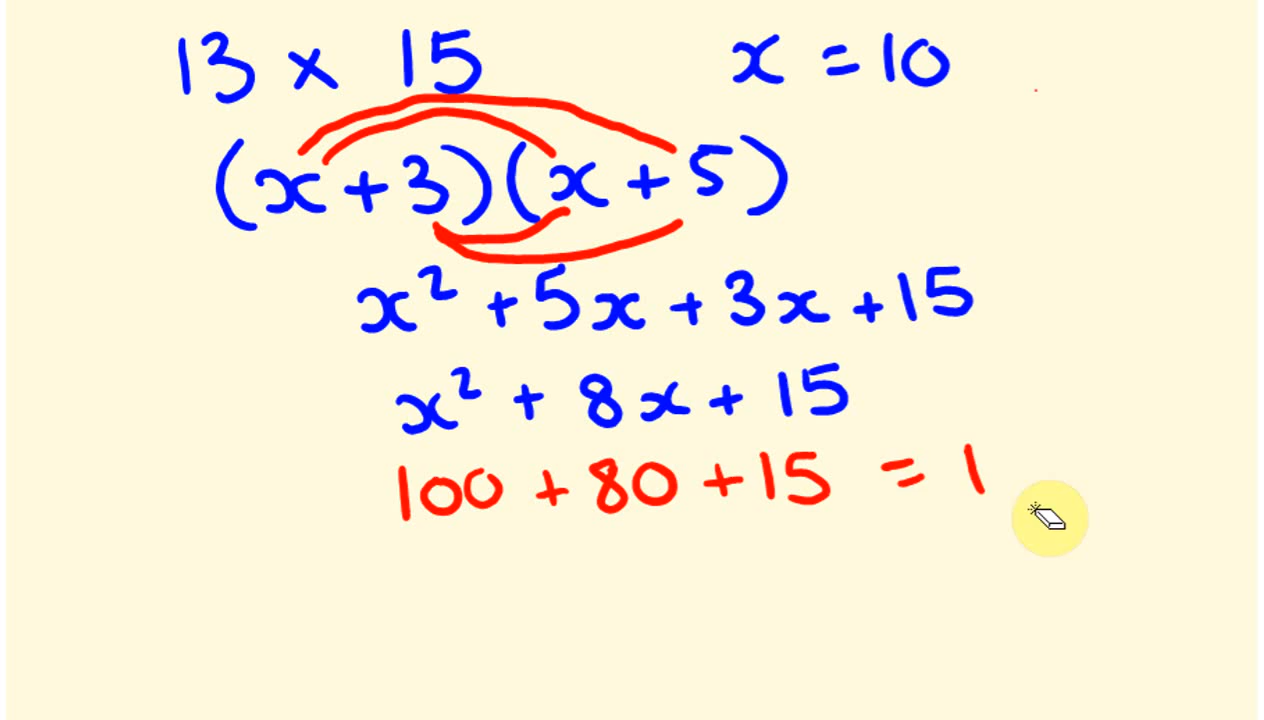 13 × 15 x = 10
(x + 3)(x + 5)
x² + 5x + 3x + 15
x² + 8x + 15
100 + 80 + 15 = 1